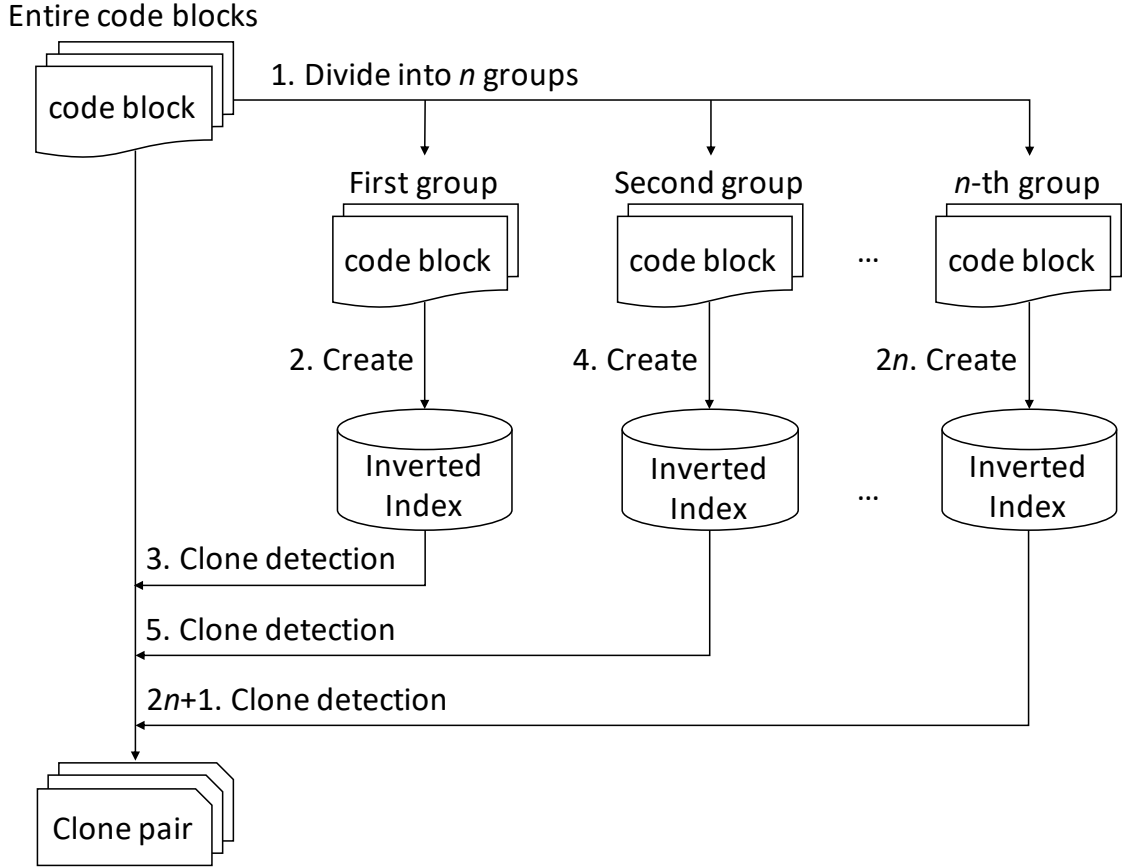 Entire code blocks
code block
1. Divide into n groups
First group
Second group
n-th group
code block
code block
...
code block
2. Create
4. Create
2n. Create
Inverted
Index
Inverted
Index
...
Inverted
Index
3. Clone detection
5. Clone detection
2n+1. Clone detection
Clone pair